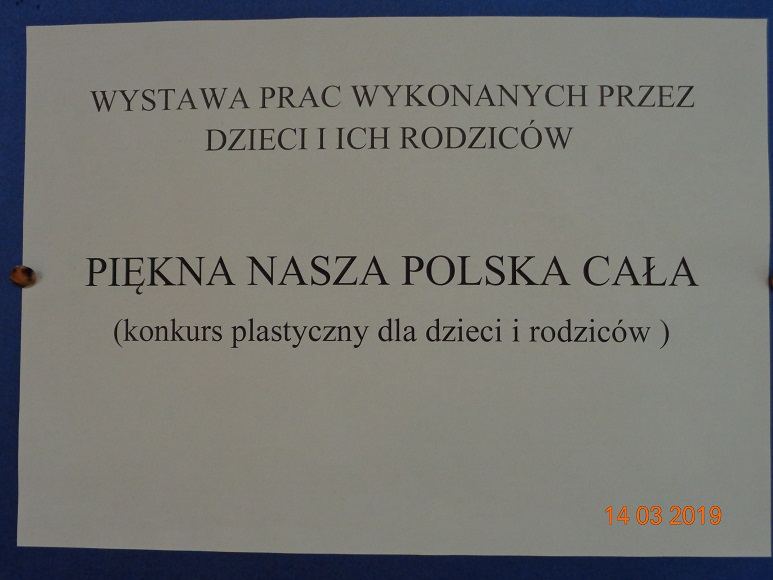 WYSTAWA PRAC WYKONANYCH PRZEZ
DZIECI I ICH RODZICÓW
PIĘKNA NASZA POLSKA CAŁA
(konkurs plastyczny dla dzieci i rodziców )
14 03 2019